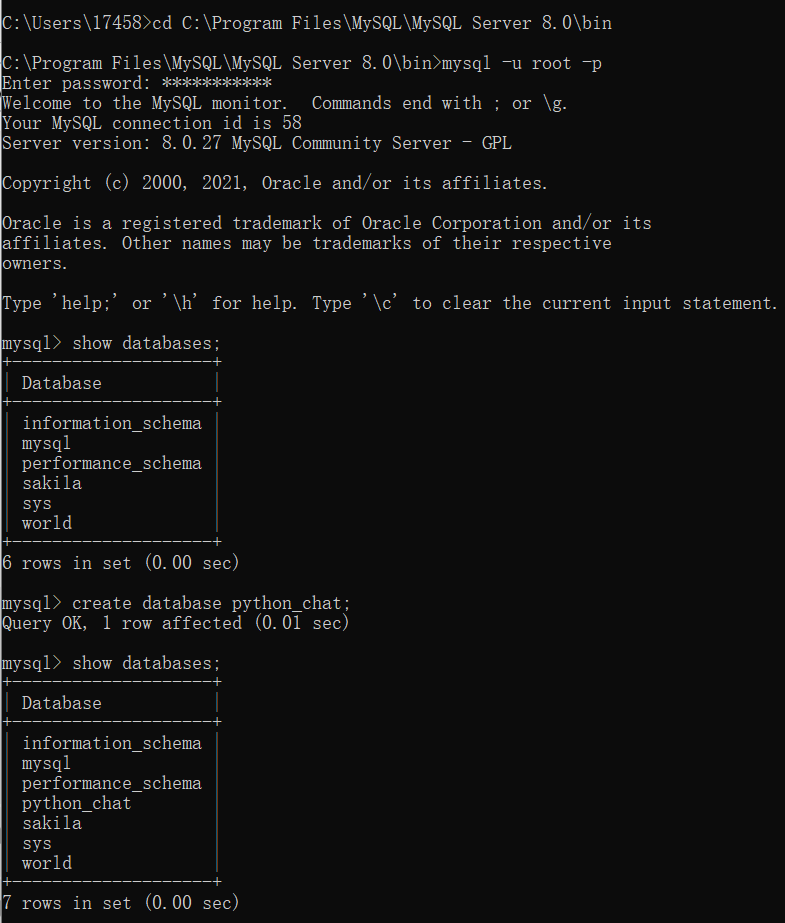 C:\Users\17458>cd C:\Program Files\MySQL\MySQL Server 8.0\bin
C:\Program Files\MySQL\MySQL Server 8.0\bin>mysql -u root -p
Enter password: ***********
Welcome to the MySQL monitor.  Commands end with ; or \g.
Your MySQL connection id is 58
Server version: 8.0.27 MySQL Community Server - GPL
Copyright (c) 2000, 2021, Oracle and/or its affiliates.
Oracle is a registered trademark of Oracle Corporation and/or its
affiliates. Other names may be trademarks of their respective
owners.
Type 'help;' or '\h' for help. Type '\c' to clear the current input statement.
mysql> show databases;
+--------------------+
| Database           |
+--------------------+
| information_schema |
| mysql              |
| performance_schema |
| sakila             |
| sys                |
| world              |
+--------------------+
6 rows in set (0.00 sec)
mysql> create database python_chat;
Query OK, 1 row affected (0.01 sec)
mysql> show databases;
+--------------------+
| Database           |
+--------------------+
| information_schema |
| mysql              |
| performance_schema |
| python_chat        |
| sakila             |
| sys                |
| world              |
+--------------------+
7 rows in set (0.00 sec)